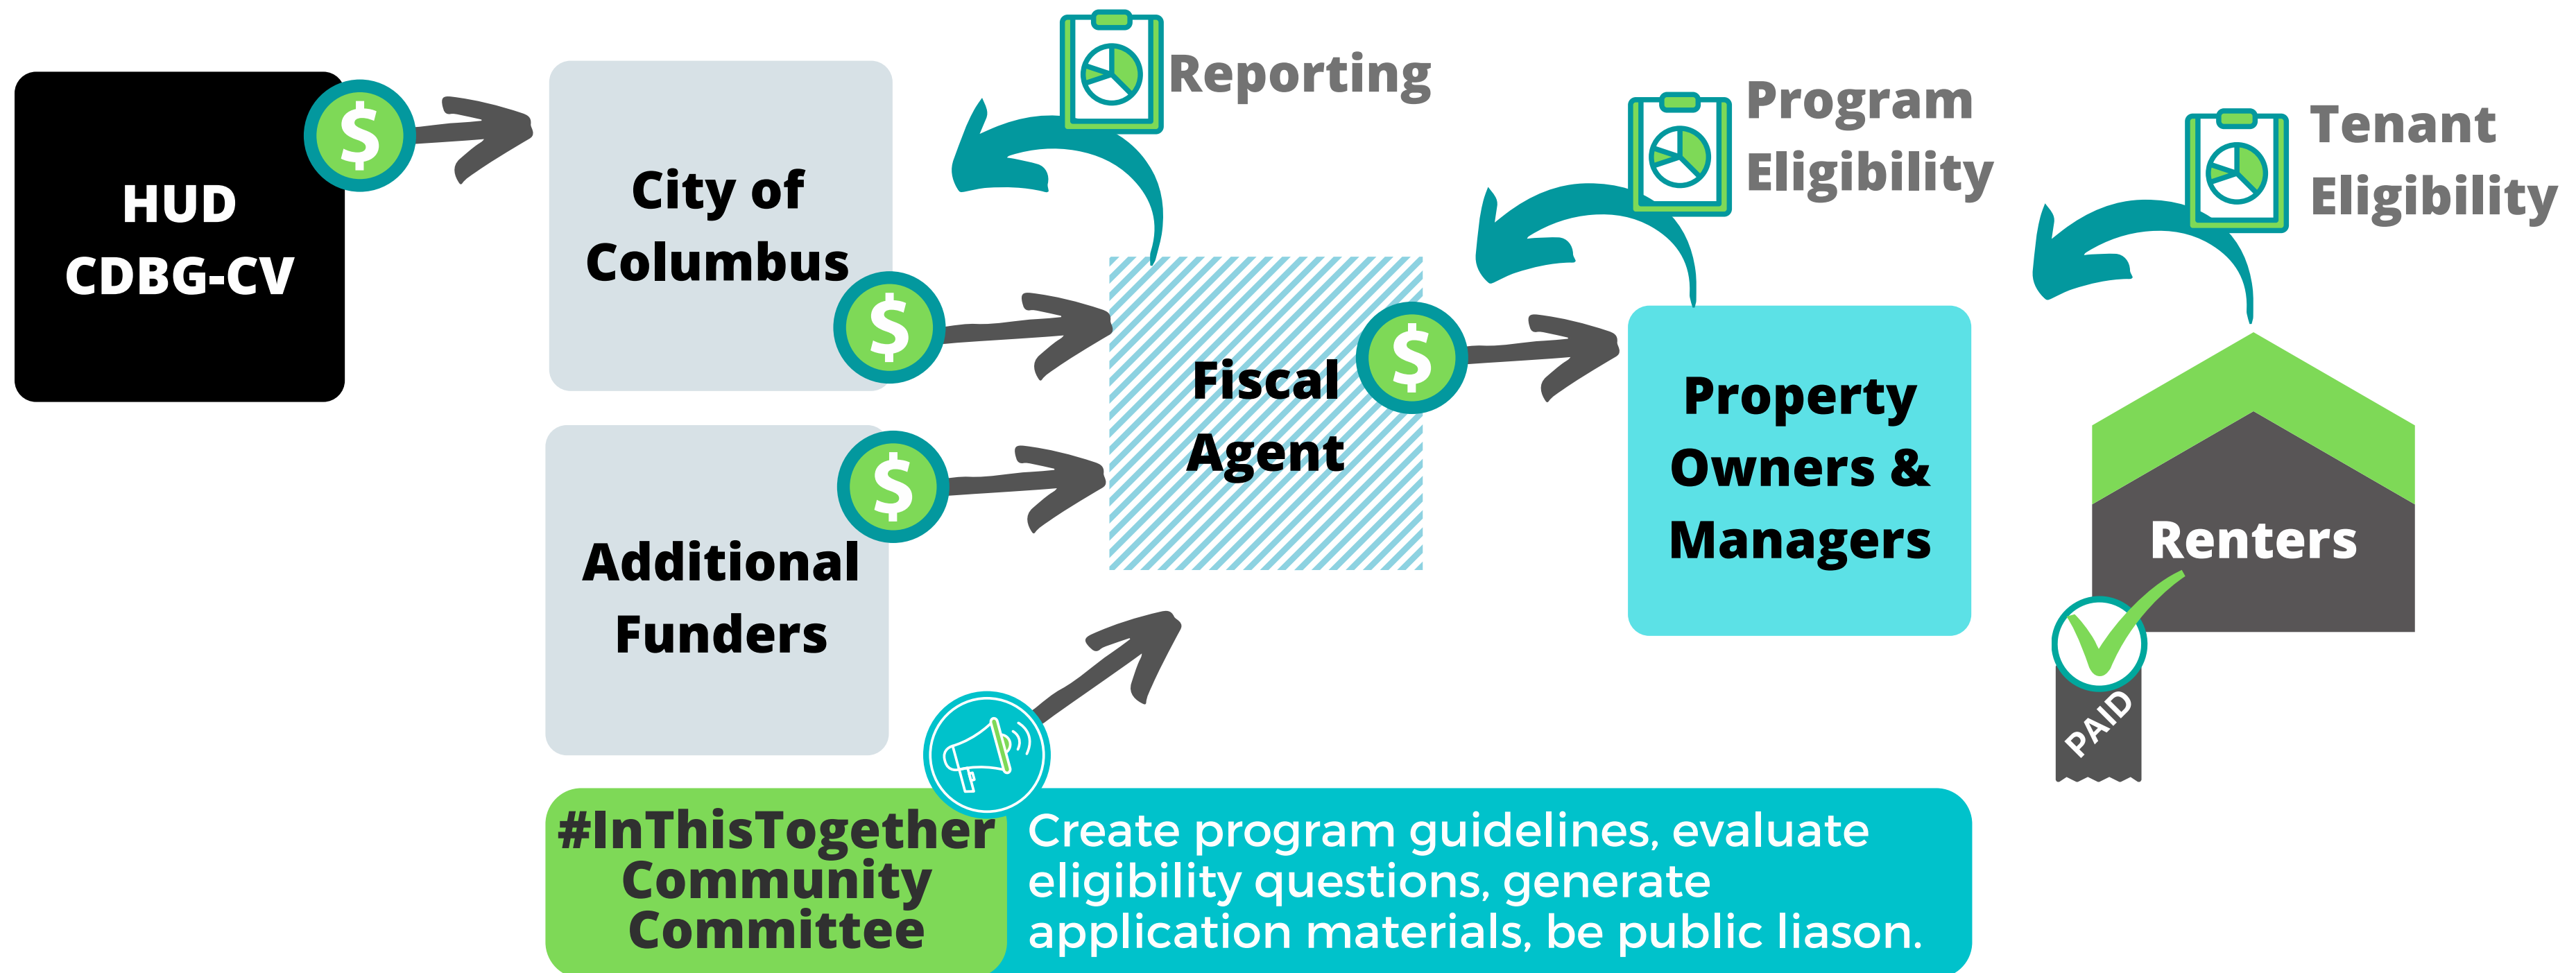 HUD
CDBG-CV
$
City of
Columbus
$
Reporting
Additional
Funders
$
Fiscal
Agent
$
Program
Eligibility
Property
Owners &
Managers
Tenant
Eligibility
Renters
PAID
#InThisTogether
Community
Committee
Create program guidelines, evaluate
eligibility questions, generate
application materials, be public liason.